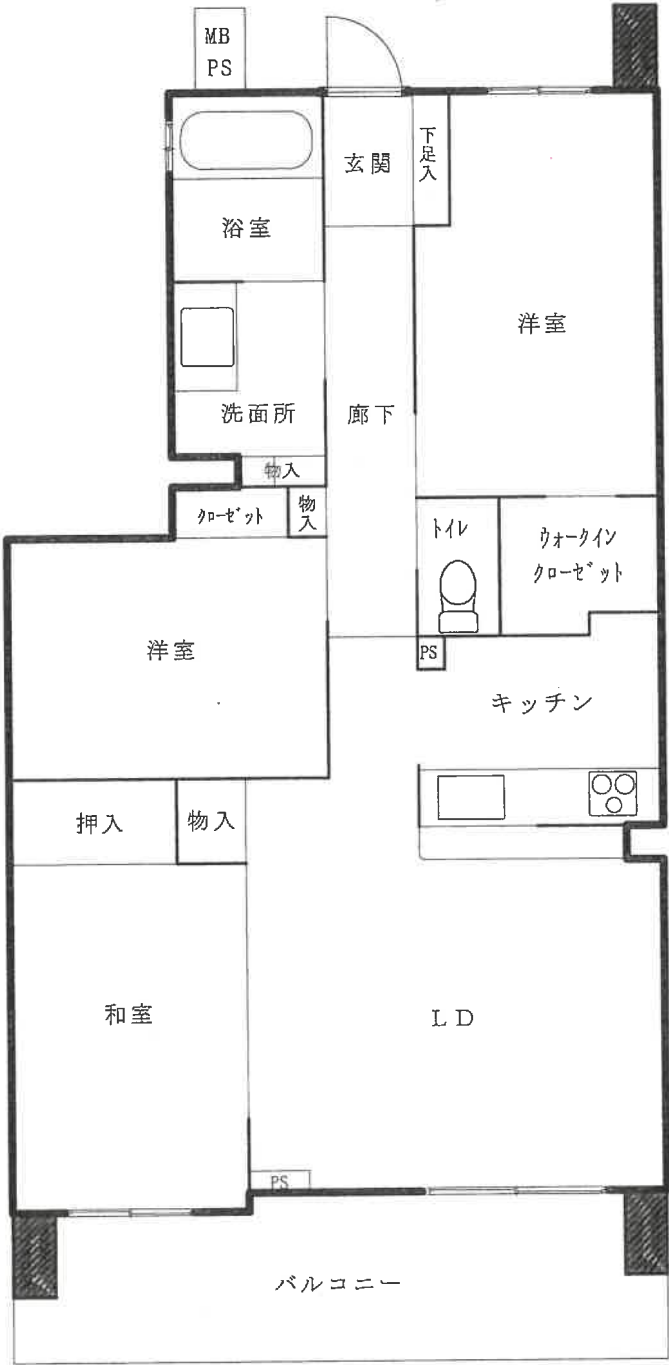 MB
PS
玄関
下足入
浴室
洋室
洗面所
廊下
物入
クローゼット
物入
トイレ
ウォークイン
クローゼット
洋室
PS
キッチン
押入
物入
和室
LD
PS
バルコニー